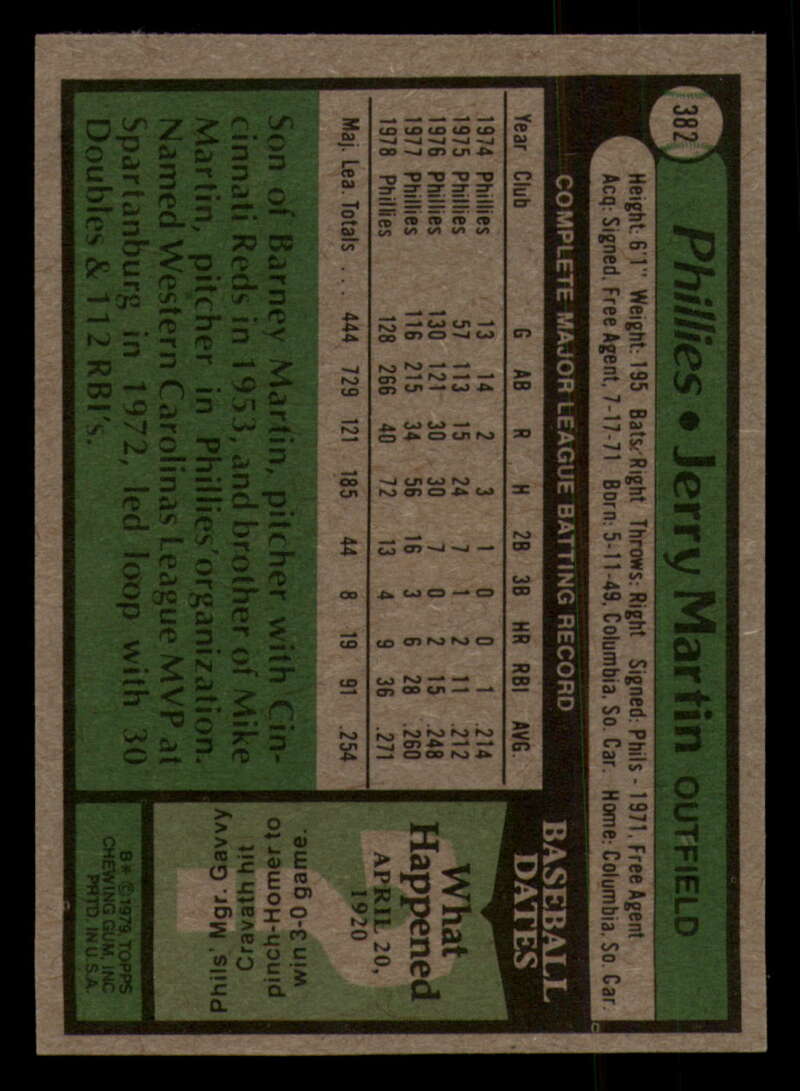 382
Phillies • Jerry Martin OUTFIELD
Height: 6'1" Weight: 195 Bats: Right Throws: Right Signed: Phils - 1971, Free Agent
Acq: Signed, Free Agent, 7-17-71 Born: 5-11-49, Columbia, So. Car. Home: Columbia, So. Car.
COMPLETE MAJOR LEAGUE BATTING RECORD
Year Club G AB R H 2B 3B HR RBI AVG.
1974 Phillies 13 14 2 3 1 0 0 1 .214
1975 Phillies 57 113 15 24 7 1 2 11 .212
1976 Phillies 130 121 30 30 7 0 2 15 .248
1977 Phillies 116 215 34 56 16 3 6 28 .260
1978 Phillies 128 266 40 72 13 4 9 36 .271
Maj. Lea. Totals . . . 444 729 121 185 44 8 19 91 .254
Son of Barney Martin, pitcher with Cin-
cinnati Reds in 1953, and brother of Mike
Martin, pitcher in Phillies' organization.
Named Western Carolinas League MVP at
Spartanburg in 1972, led loop with 30
Doubles & 112 RBI's.
BASEBALL
DATES
What
Happened
APRIL 20,
1920
?
Phils' Mgr. Gavvy
Cravath hit
pinch-Homer to
win 3-0 game.
B* © 1979 TOPPS
CHEWING GUM, INC
PRTD. IN U.S.A.